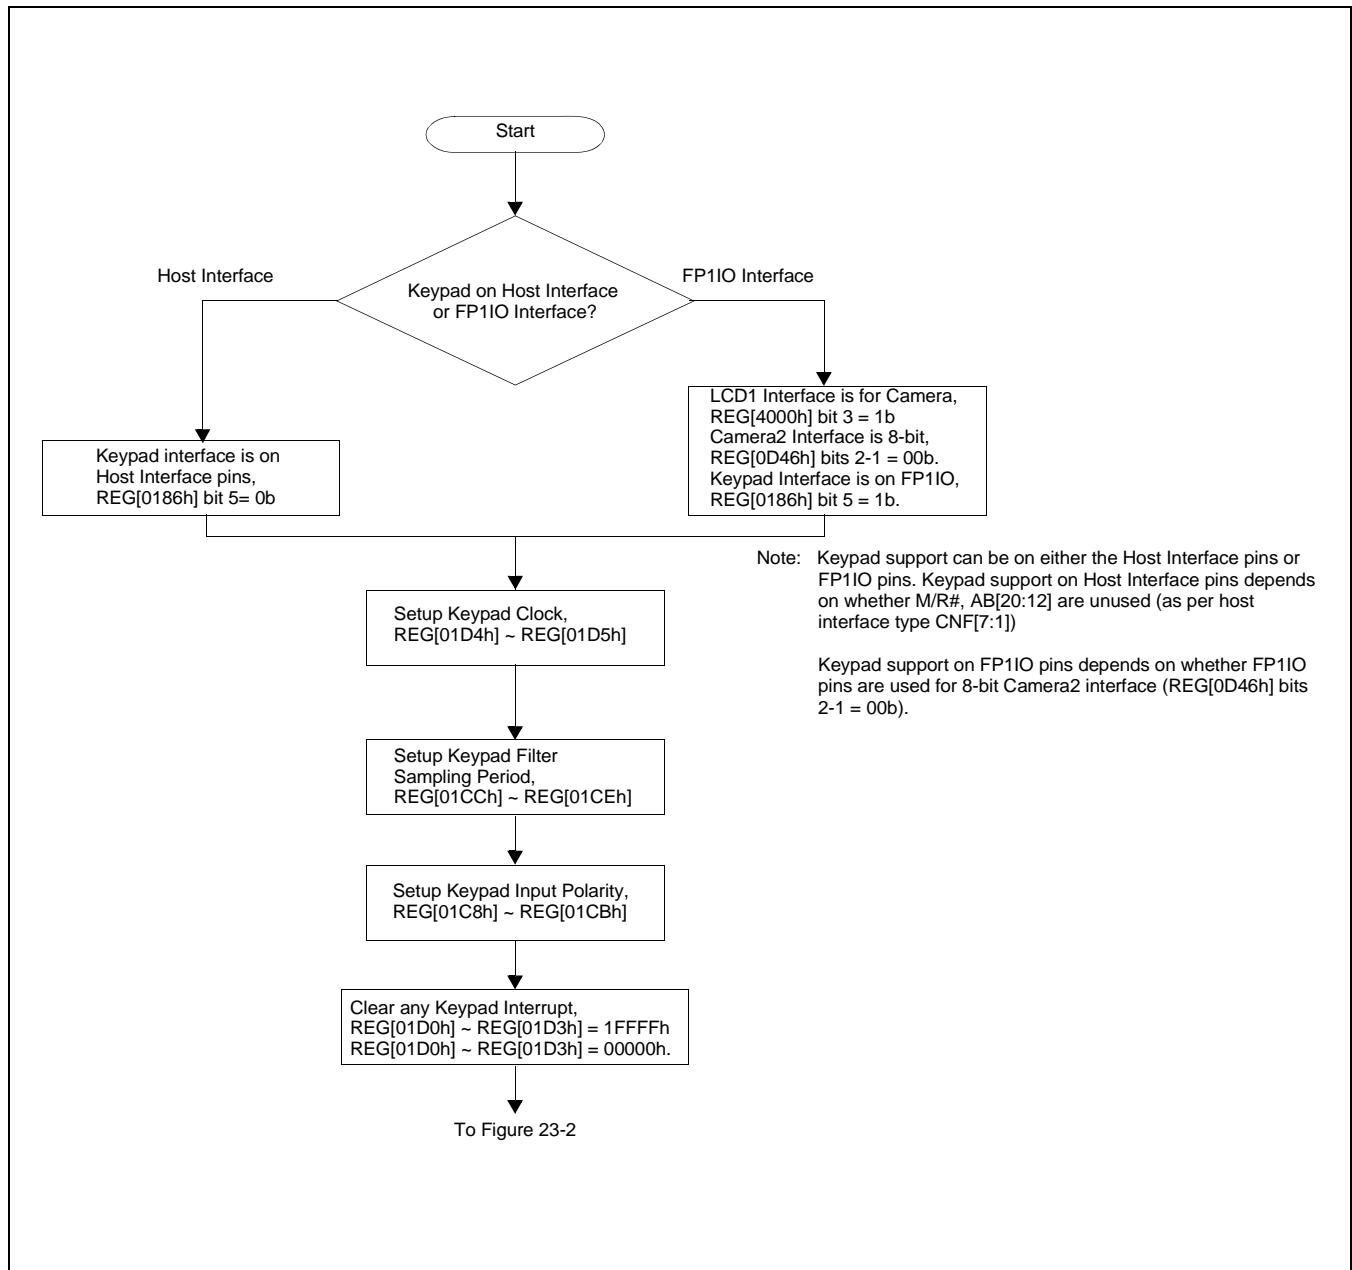 Start
Host Interface
FP1IO Interface
Keypad on Host Interface
or FP1IO Interface?
LCD1 Interface is for Camera,
REG[4000h] bit 3 = 1b
Camera2 Interface is 8-bit,
REG[0D46h] bits 2-1 = 00b.
Keypad Interface is on FP1IO,
REG[0186h] bit 5 = 1b.
Keypad interface is on
Host Interface pins,
REG[0186h] bit 5= 0b
Note: Keypad support can be on either the Host Interface pins or
FP1IO pins. Keypad support on Host Interface pins depends
on whether M/R#, AB[20:12] are unused (as per host
interface type CNF[7:1])
Keypad support on FP1IO pins depends on whether FP1IO
pins are used for 8-bit Camera2 interface (REG[0D46h] bits
2-1 = 00b).
Setup Keypad Clock,
REG[01D4h] ~ REG[01D5h]
Setup Keypad Filter
Sampling Period,
REG[01CCh] ~ REG[01CEh]
Setup Keypad Input Polarity,
REG[01C8h] ~ REG[01CBh]
Clear any Keypad Interrupt,
REG[01D0h] ~ REG[01D3h] = 1FFFFh
REG[01D0h] ~ REG[01D3h] = 00000h.
To Figure 23-2